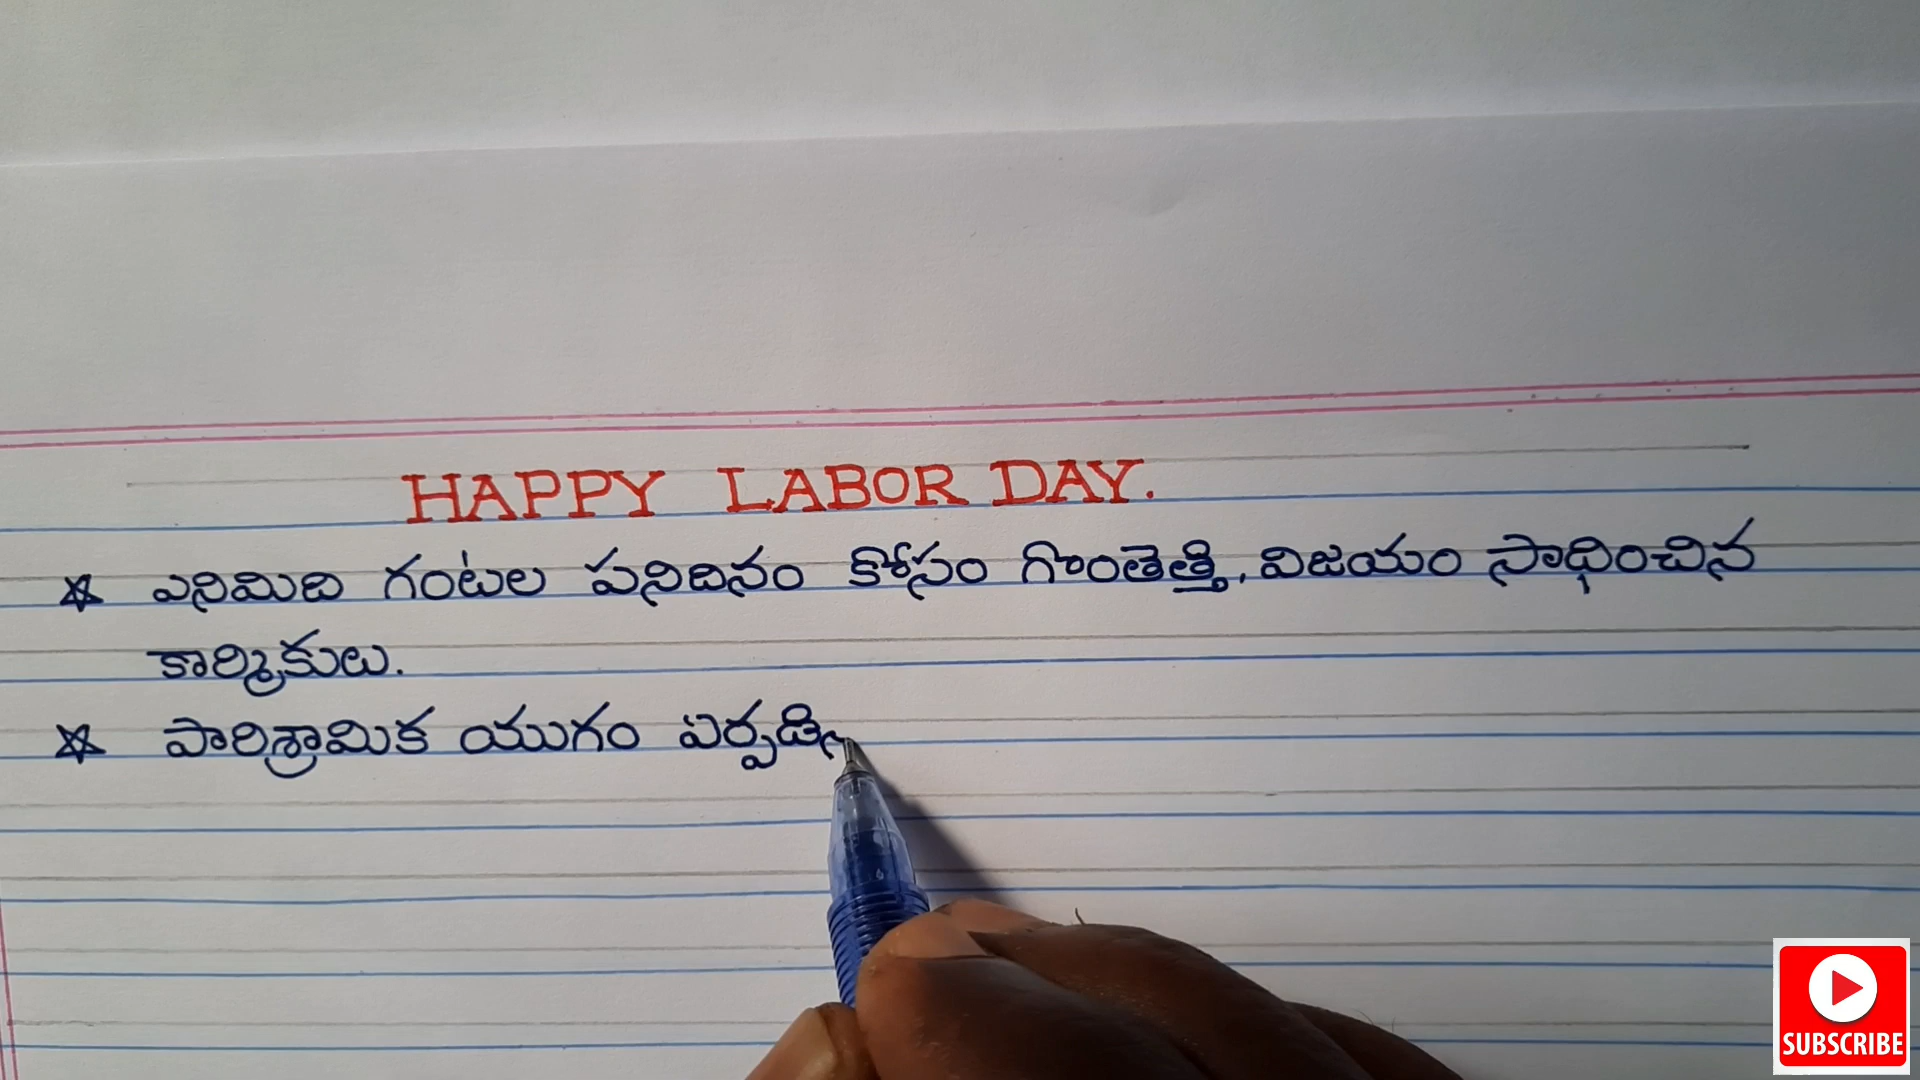 HAPPY LABOR DAY.
* ఎనిమిది గంటల పనిదినం కోసం గొంతెత్తి, విజయం సాధించిన
కార్మికులు.
* పారిశ్రామిక యుగం ఏర్పడి
SUBSCRIBE